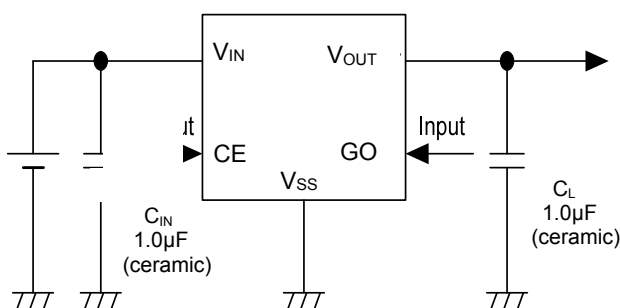 VIN VOUT
Input
CE GO
VSS
CIN
1.0µF
(ceramic)
CL
1.0µF
(ceramic)